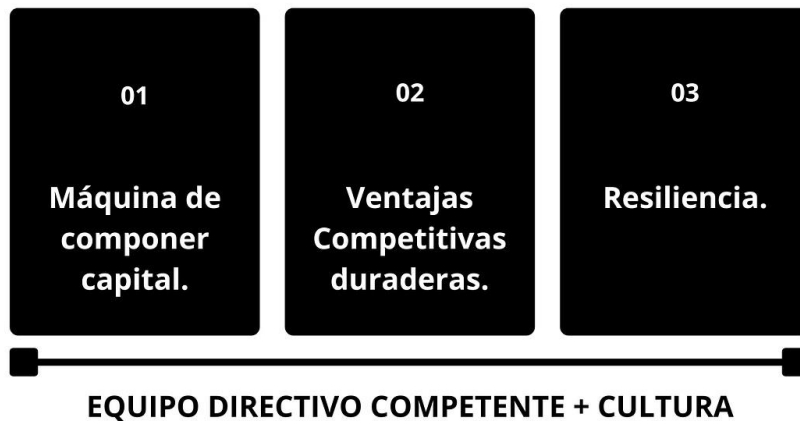 01
Máquina de
componer
capital.
02
Ventajas
Competitivas
duraderas.
03
Resiliencia.
EQUIPO DIRECTIVO COMPETENTE + CULTURA